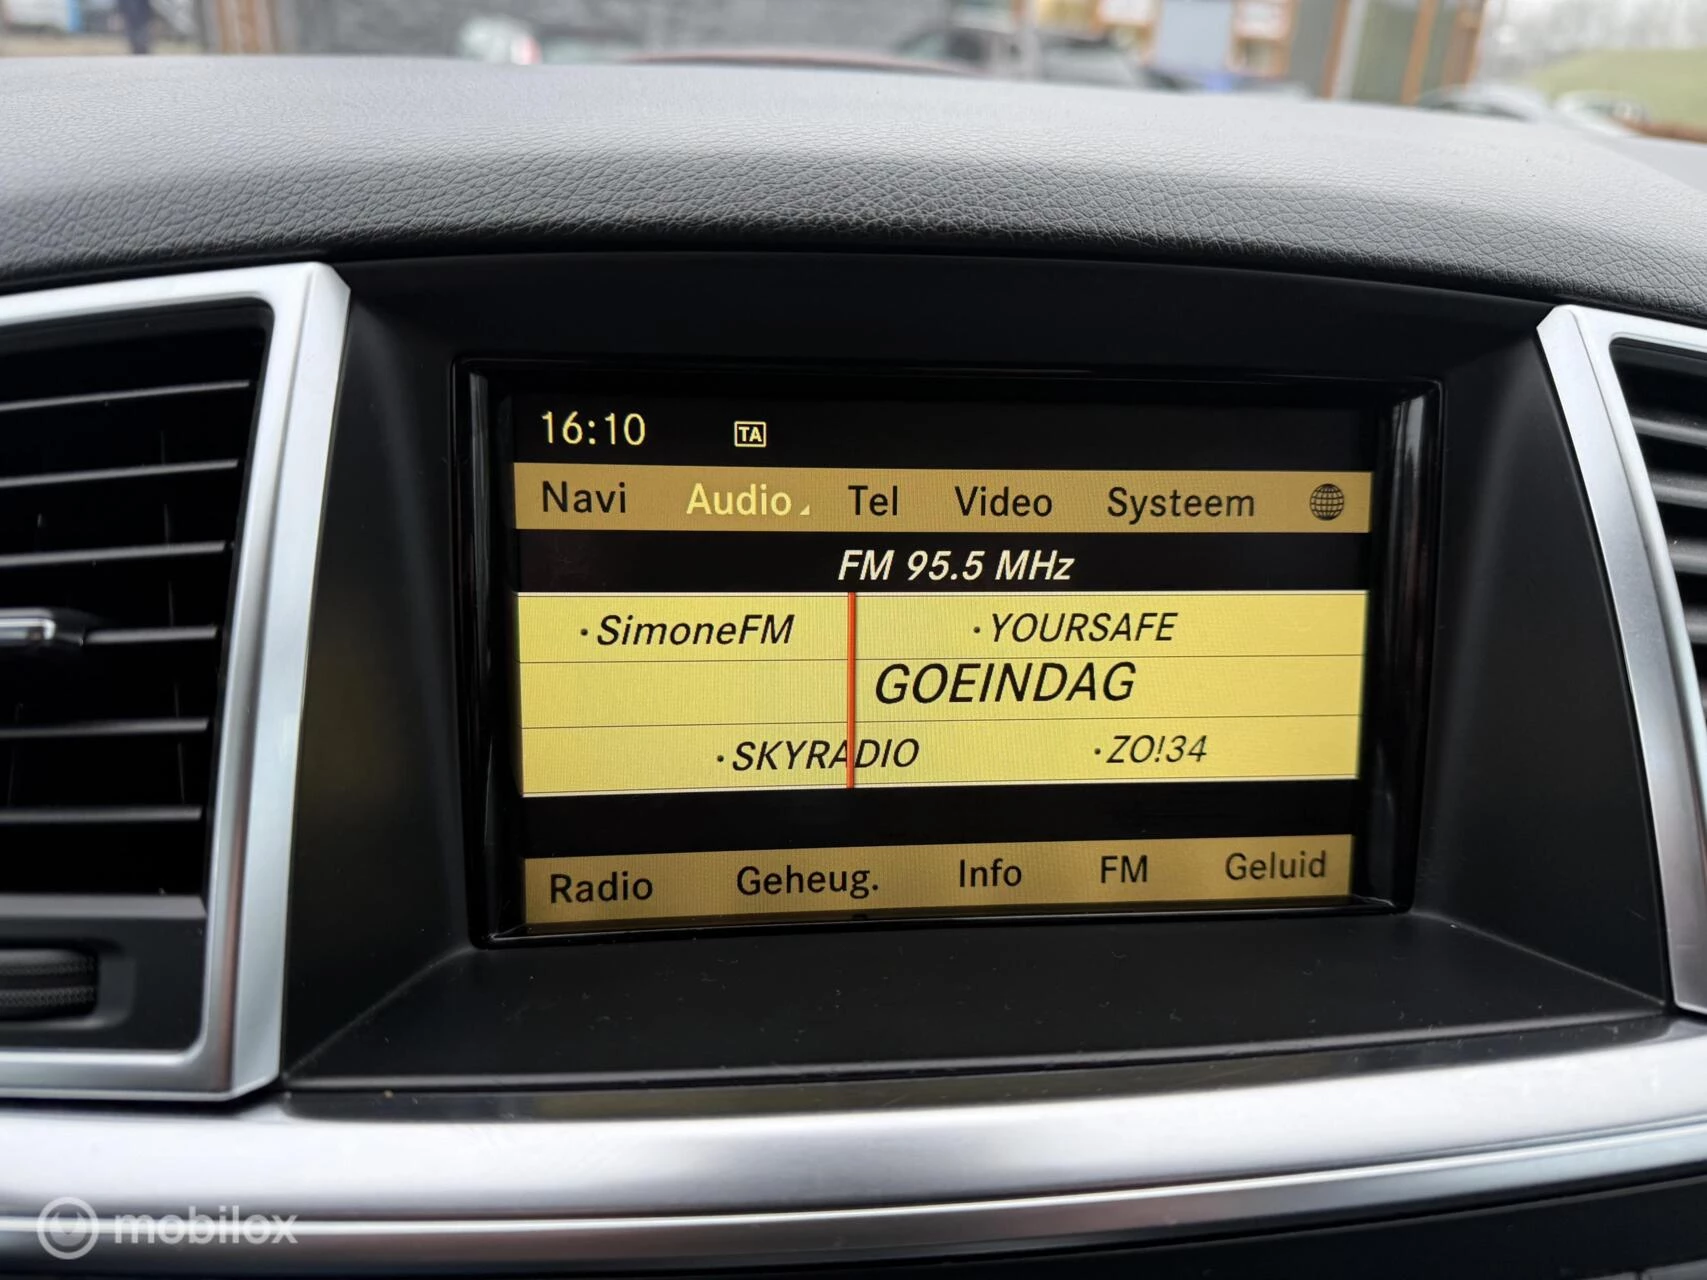 16:10 TA
Navi Audio Tel Video Systeem
FM 95.5 MHz
·SimoneFM ·YOURSAFE
GOEINDAG
·SKYRADIO ·ZO!34
Radio Geheug. Info FM Geluid
mobilox